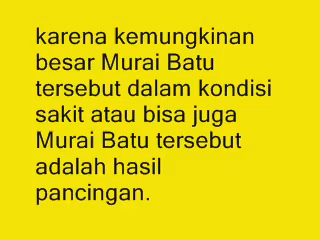 karena kemungkinan
besar Murai Batu
tersebut dalam kondisi
sakit atau bisa juga
Murai Batu tersebut
adalah hasil
pancingan.